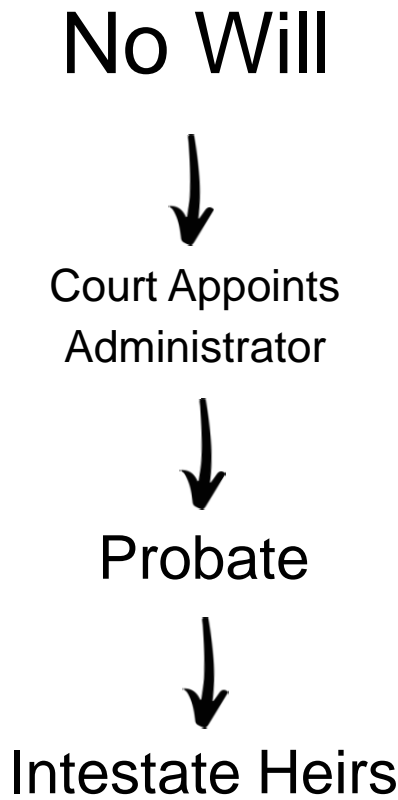 No Will
Court Appoints
Administrator
Probate
Intestate Heirs